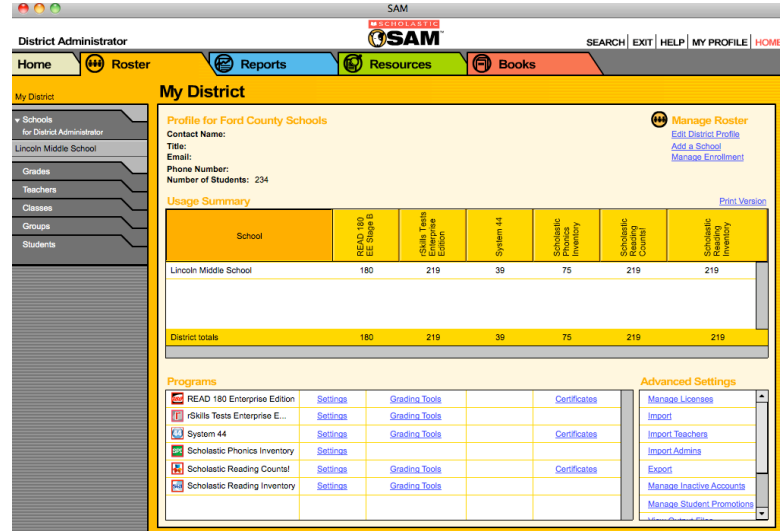 SAM
District Administrator
SCHOLASTIC
SAM
SEARCH EXIT HELP MY PROFILE HOME
Home Roster Reports Resources Books
My District
My District
Schools
for District Administrator
Lincoln Middle School
Grades
Teachers
Classes
Groups
Students
Profile for Ford County Schools
Contact Name:
Title:
Email:
Phone Number:
Number of Students: 234
Manage Roster
Edit District Profile
Add a School
Manage Enrollment
Usage Summary
Print Version
School
READ 180
EE Stage B
rSkills Tests
Enterprise
Edition
System 44
Scholastic
Phonics
Inventory
Scholastic
Reading
Counts!
Scholastic
Reading
Inventory
Lincoln Middle School 180 219 39 75 219 219
District totals 180 219 39 75 219 219
Programs
READ 180 Enterprise Edition Settings Grading Tools Certificates
rSkills Tests Enterprise E... Settings Grading Tools
System 44 Settings Grading Tools Certificates
Scholastic Phonics Inventory Settings
Scholastic Reading Counts! Settings Grading Tools Certificates
Scholastic Reading Inventory Settings Grading Tools
Advanced Settings
Manage Licenses
Import
Import Teachers
Import Admins
Export
Manage Inactive Accounts
Manage Student Promotions
View Output Files